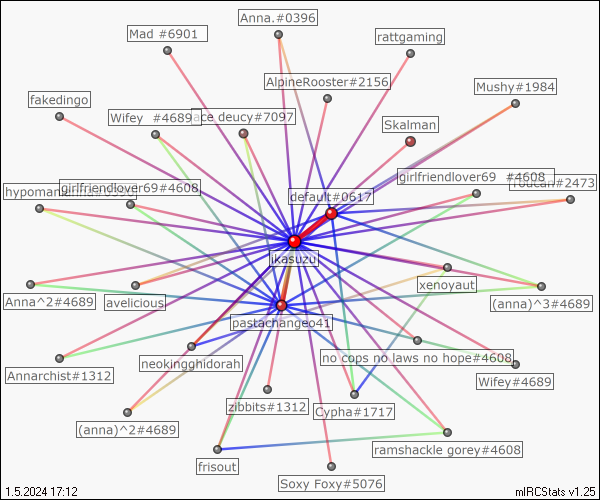 Anna.#0396
Mad #6901
rattgaming
AlpineRooster#2156
Mushy#1984
fakedingo
Wifey #4689
ace deucy#7097
Skalman
girlfriendlover69 #4608
girlfriendlover69#4608
#2473
default#0617
ikasuzu
xenoyaut
Anna^2#4689
avelicious
(anna)^3#4689
pastachangeo41
neokingghidorah
no cops no laws no hope#4608
Annarchist#1312
Wifey#4689
zibbits#1312
Cypha#1717
(anna)^2#4689
ramshackle gorey#4608
frisout
Soxy Foxy#5076
1.5.2024 17:12
mIRCStats v1.25